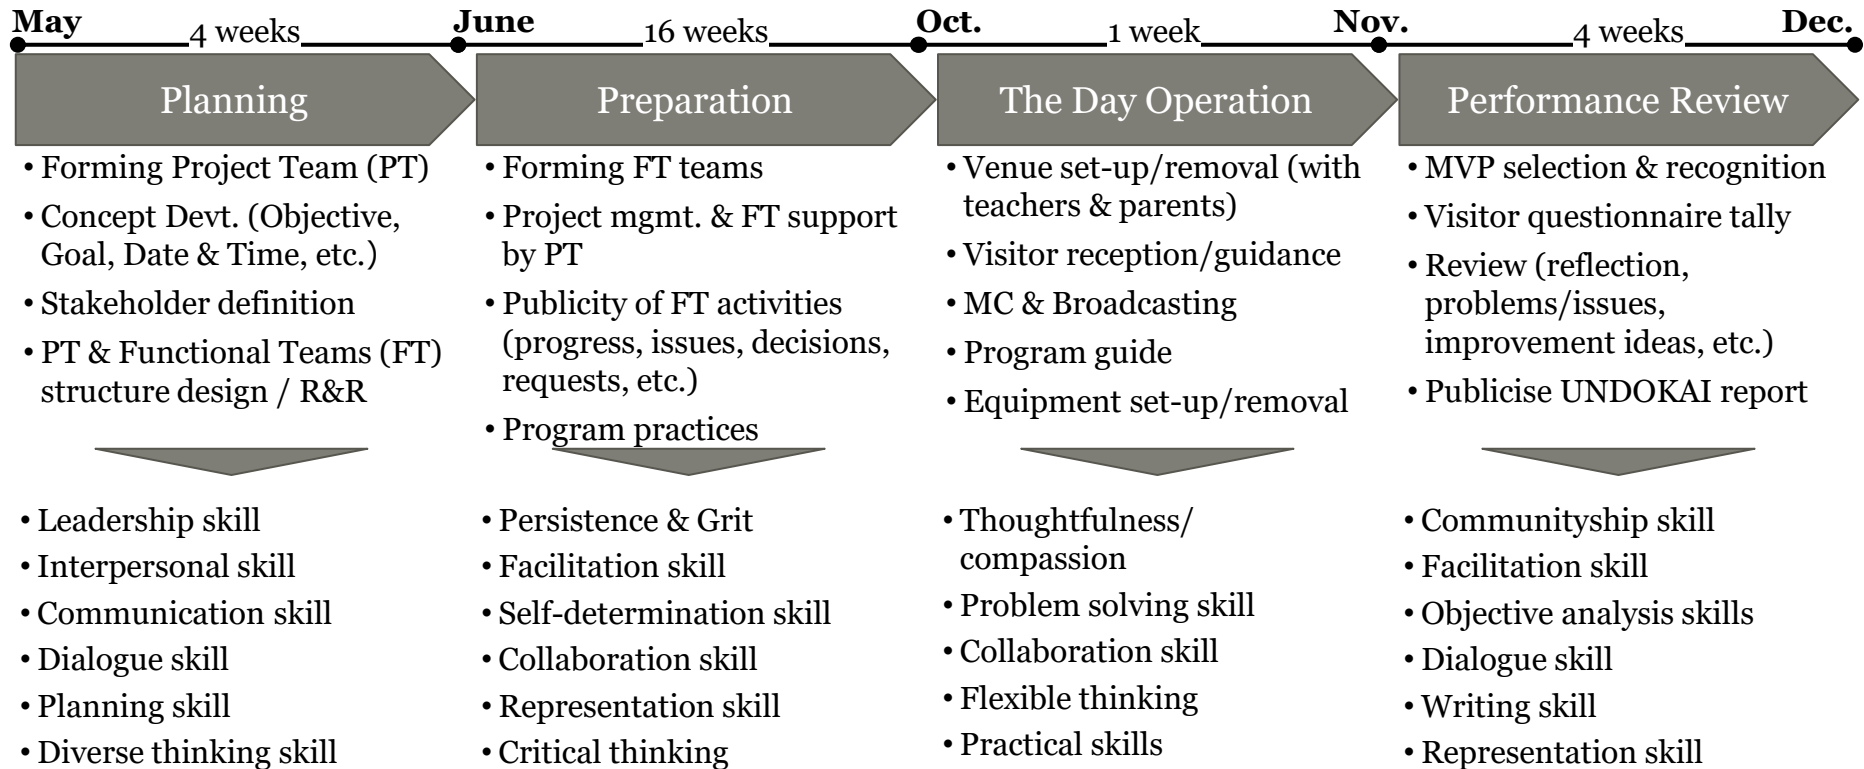 May 4 weeks June 16 weeks Oct. 1 week Nov. 4 weeks Dec.
Planning
• Forming Project Team (PT)
• Concept Devt. (Objective,
Goal, Date & Time, etc.)
• Stakeholder definition
• PT & Functional Teams (FT)
structure design / R&R
• Leadership skill
• Interpersonal skill
• Communication skill
• Dialogue skill
• Planning skill
• Diverse thinking skill
Preparation
• Forming FT teams
• Project mgmt. & FT support
by PT
• Publicity of FT activities
(progress, issues, decisions,
requests, etc.)
• Program practices
• Persistence & Grit
• Facilitation skill
• Self-determination skill
• Collaboration skill
• Representation skill
• Critical thinking
The Day Operation
• Venue set-up/removal (with
teachers & parents)
• Visitor reception/guidance
• MC & Broadcasting
• Program guide
• Equipment set-up/removal
• Thoughtfulness/
compassion
• Problem solving skill
• Collaboration skill
• Flexible thinking
• Practical skills
Performance Review
• MVP selection & recognition
• Visitor questionnaire tally
• Review (reflection,
problems/issues,
improvement ideas, etc.)
• Publicise UNDOKAI report
• Communityship skill
• Facilitation skill
• Objective analysis skills
• Dialogue skill
• Writing skill
• Representation skill